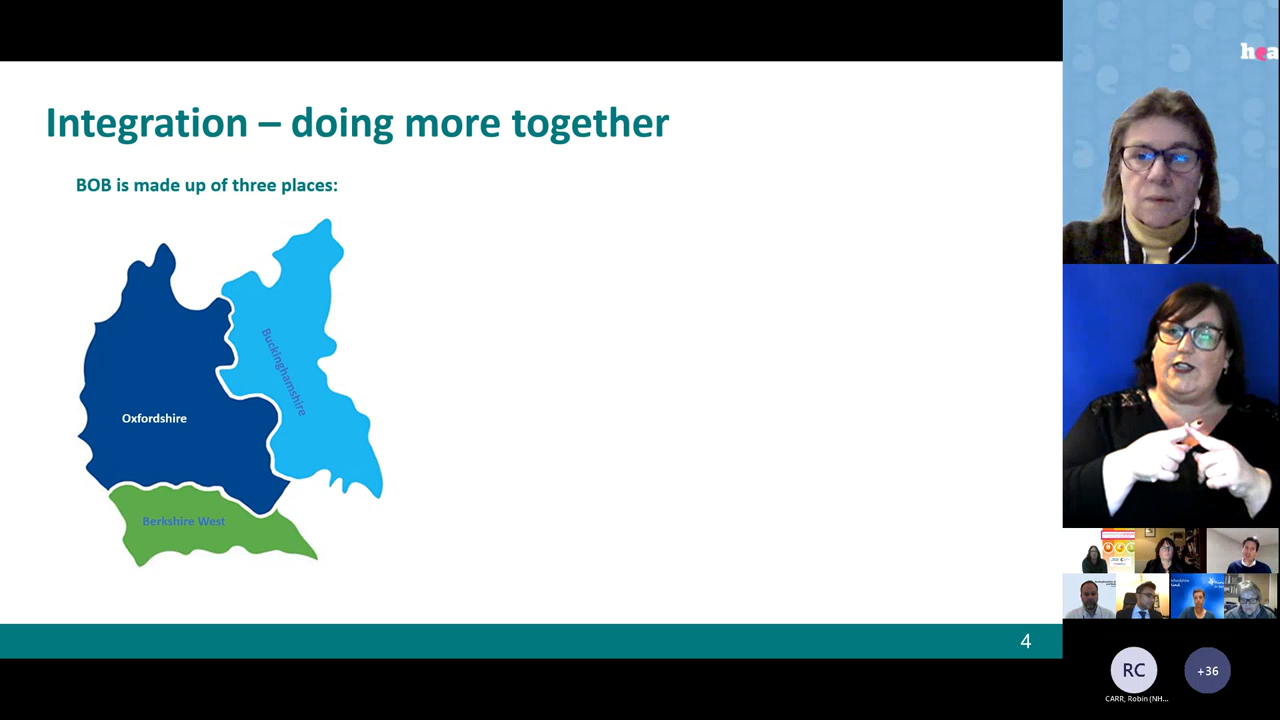 Integration – doing more together
BOB is made up of three places:
Buckinghamshire
Oxfordshire
Berkshire West
4
hea
RC
+36
CARR, Robin (NH...